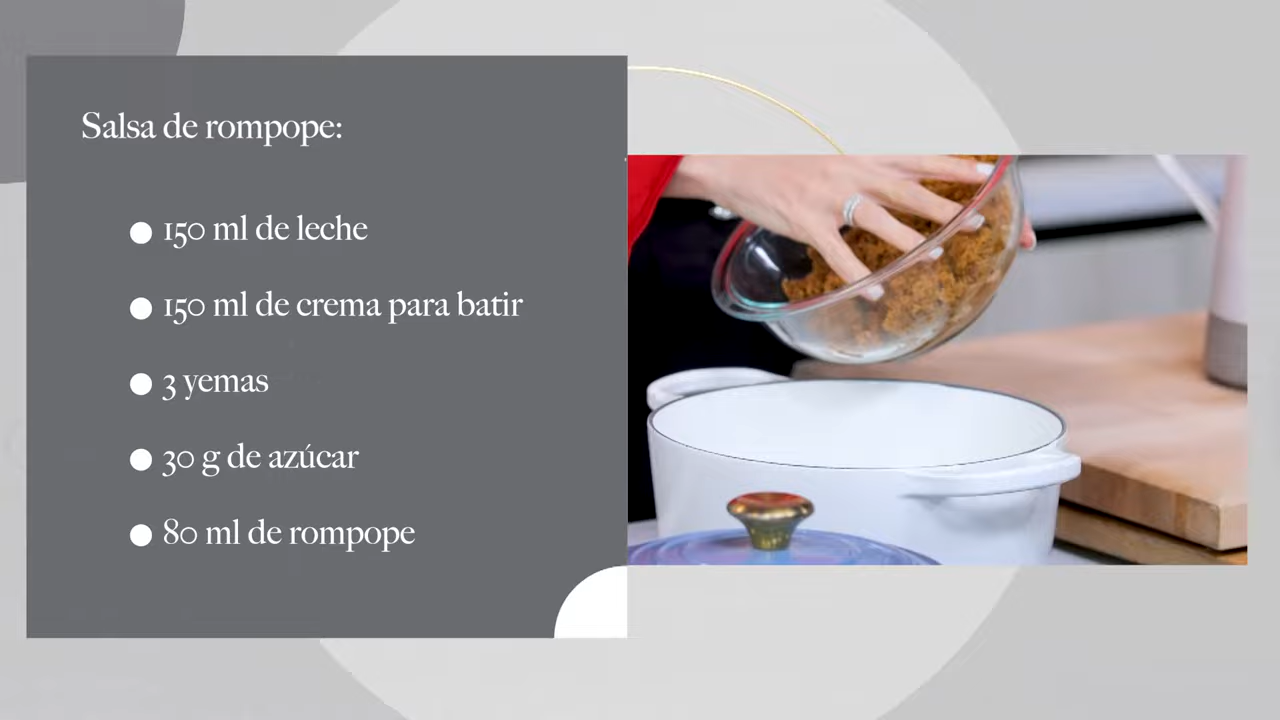 Salsa de rompope:
150 ml de leche
150 ml de crema para batir
3 yemas
30 g de azúcar
80 ml de rompope